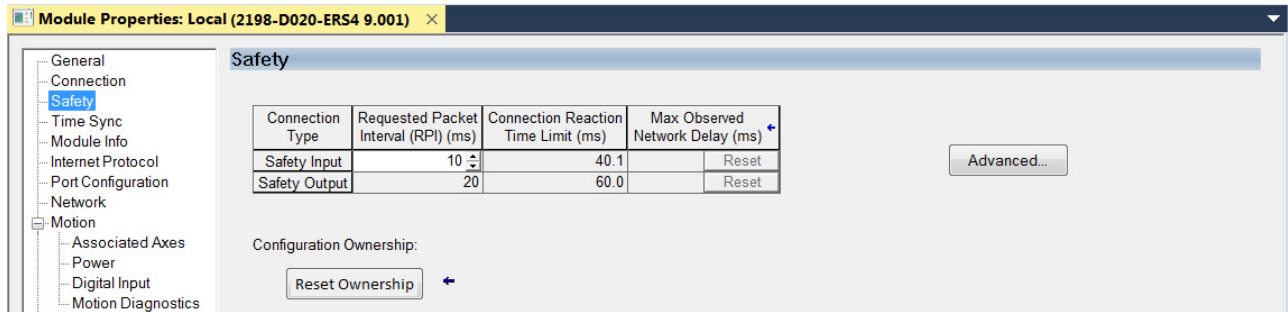 Module Properties: Local (2198-D020-ERS4 9.001) ×
General
Connection
Safety
Time Sync
Module Info
Internet Protocol
Port Configuration
Network
Motion
Associated Axes
Power
Digital Input
Motion Diagnostics
Safety
Connection Type Requested Packet Interval (RPI) (ms) Connection Reaction Time Limit (ms) Max Observed Network Delay (ms)
Safety Input 10 40.1 Reset
Safety Output 20 60.0 Reset
Advanced...
Configuration Ownership:
Reset Ownership